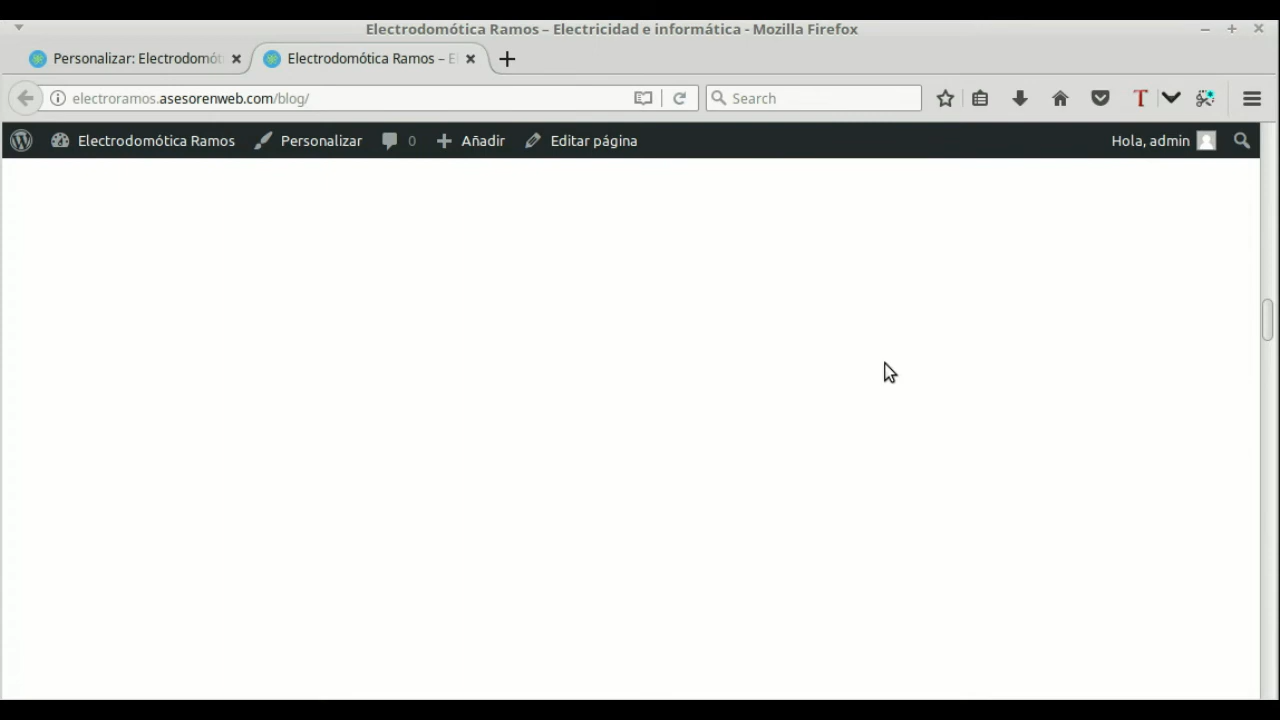 Electrodomótica Ramos – Electricidad e informática - Mozilla Firefox
Personalizar: Electrodomót
Electrodomótica Ramos – E
electroramos.asesorenweb.com/blog/
Search
T
Electrodomótica Ramos
Personalizar
0
Añadir
Editar página
Hola, admin